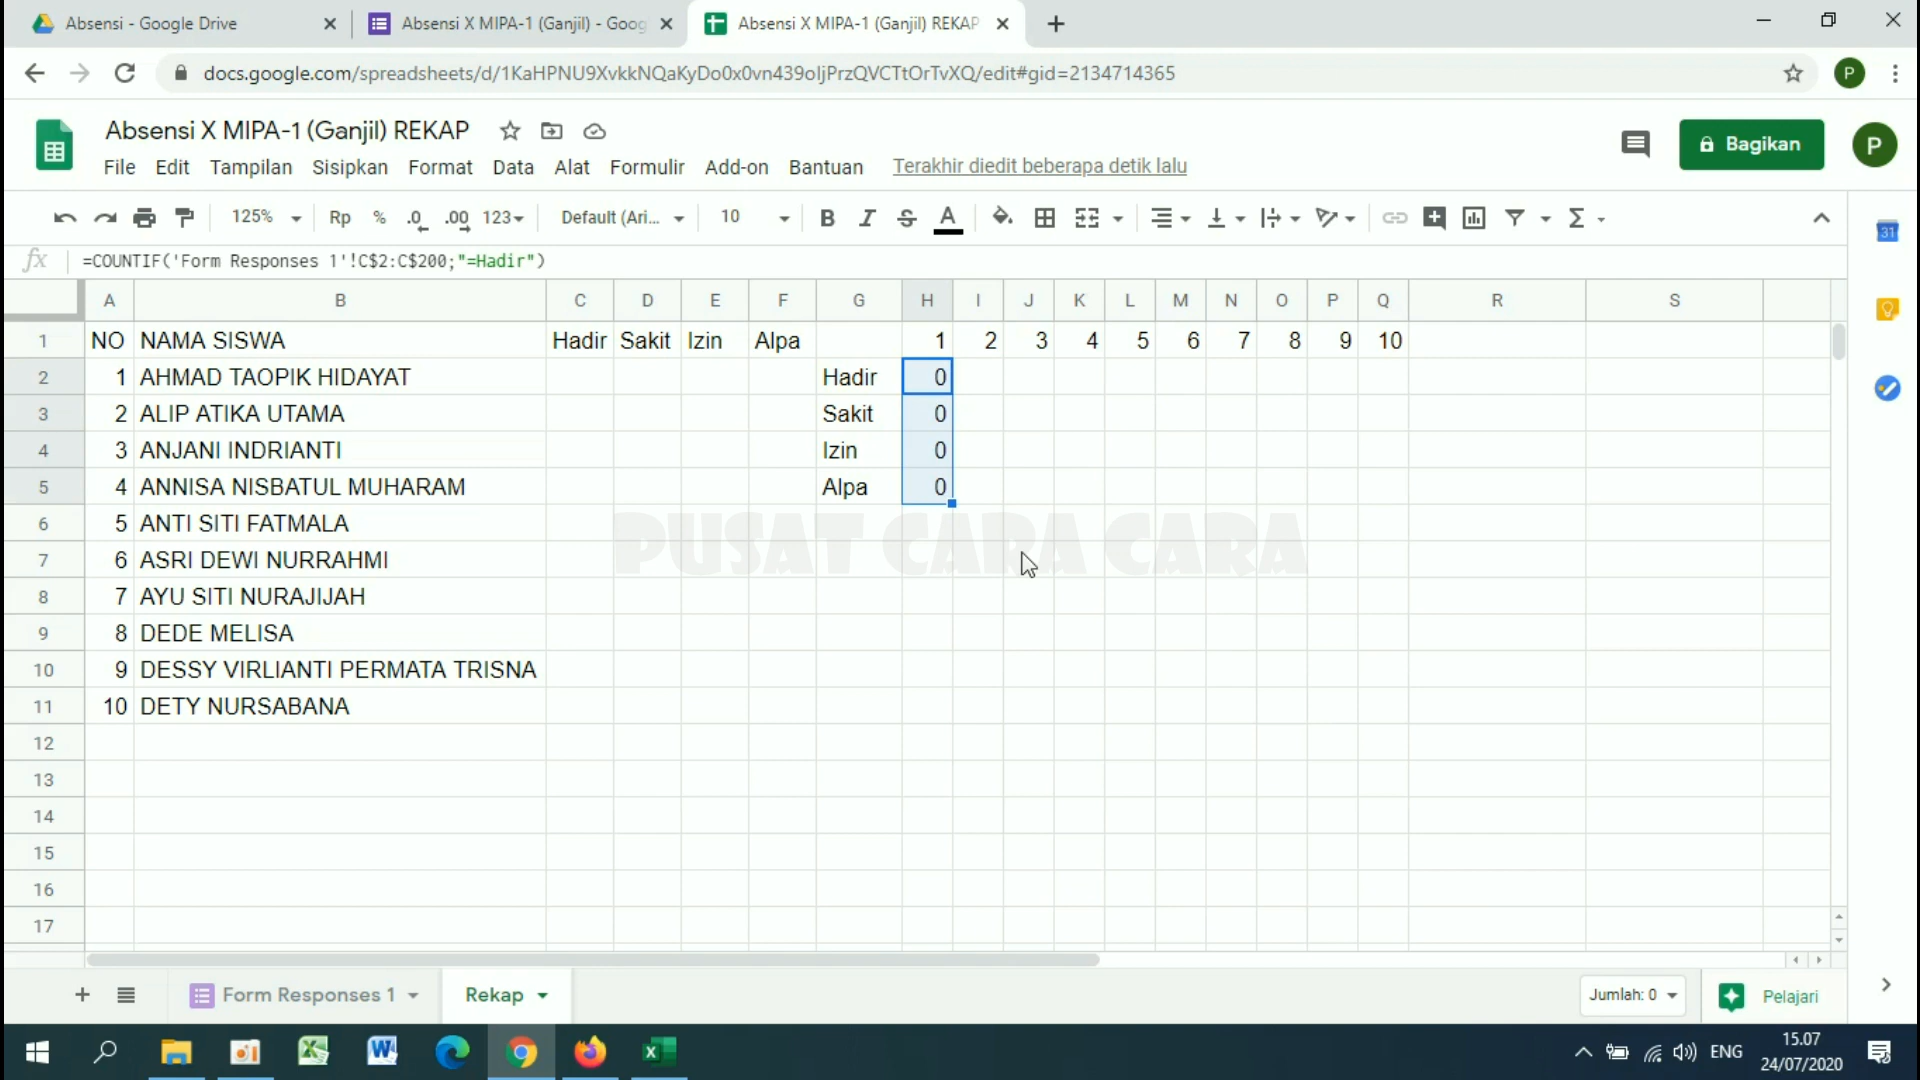 Absensi - Google Drive
Absensi X MIPA-1 (Ganjil) - Goog
Absensi X MIPA-1 (Ganjil) REKAP
docs.google.com/spreadsheets/d/1KaHPNU9XvkkNQaKyDo0x0vn439oIjPrzQVCTtOrTvXQ/edit#gid=2134714365
P
Absensi X MIPA-1 (Ganjil) REKAP
Bagikan
P
File Edit Tampilan Sisipkan Format Data Alat Formulir Add-on Bantuan Terakhir diedit beberapa detik lalu
125% Rp % .0 .00 123 Default (Ari... 10 B I S A Σ
31
fx =COUNTIF('Form Responses 1'!C$2:C$200;"=Hadir")
A B C D E F G H I J K L M N O P Q R S
1 NO NAMA SISWA Hadir Sakit Izin Alpa 1 2 3 4 5 6 7 8 9 10
2 1 AHMAD TAOPIK HIDAYAT Hadir 0
3 2 ALIP ATIKA UTAMA Sakit 0
4 3 ANJANI INDRIANTI Izin 0
5 4 ANNISA NISBATUL MUHARAM Alpa 0
6 5 ANTI SITI FATMALA
PUSAT CARA CARA
7 6 ASRI DEWI NURRAHMI
8 7 AYU SITI NURAJIJAH
9 8 DEDE MELISA
10 9 DESSY VIRLIANTI PERMATA TRISNA
11 10 DETY NURSABANA
12
13
14
15
16
17
Form Responses 1 Rekap Jumlah: 0 Pelajari
ENG 15.07
24/07/2020